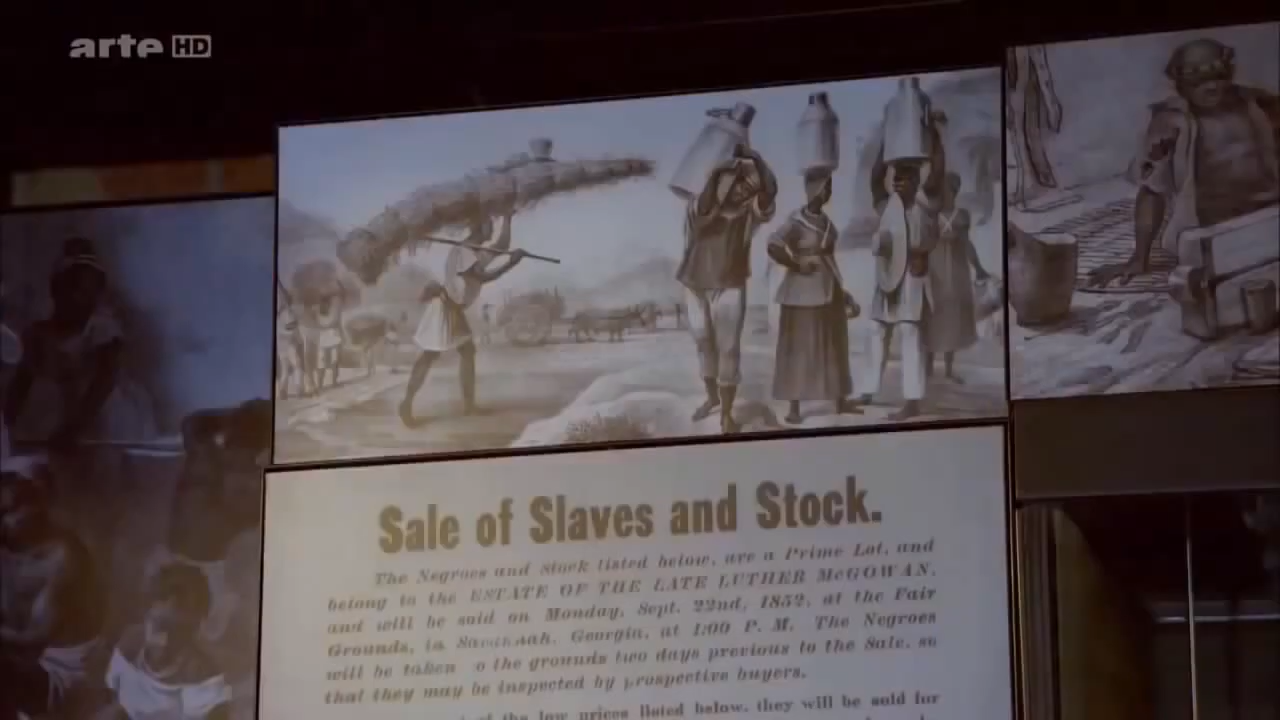 arte HD
Sale of Slaves and Stock.
The Negroes and Stock listed below, are a Prime Lot, and
belong to the ESTATE OF THE LATE LUTHER McGOWAN,
and will be sold on Monday, Sept. 22nd, 1852, at the Fair
Grounds, in Savannah, Georgia, at 1:00 P. M. The Negroes
will be taken o the grounds two days previous to the Sale, so
that they may be inspected by prospective buyers.
of the low prices listed below, they will be sold for